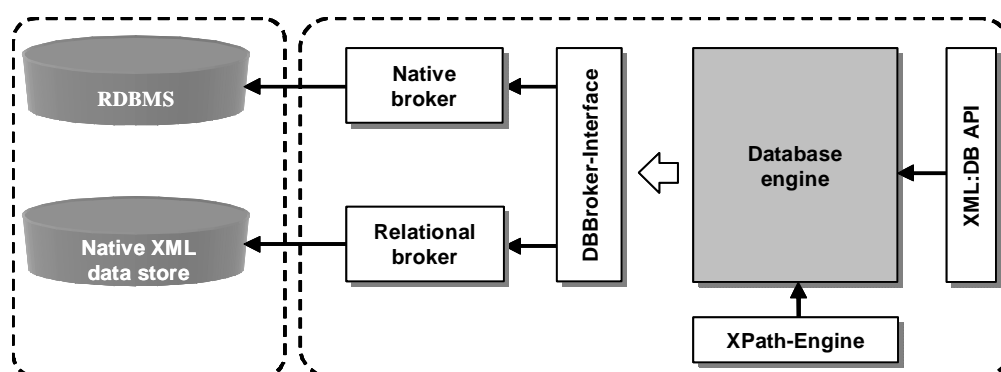 RDBMS
Native
broker
DBBroker-Interface
Database
engine
XML:DB API
Native XML
data store
Relational
broker
XPath-Engine